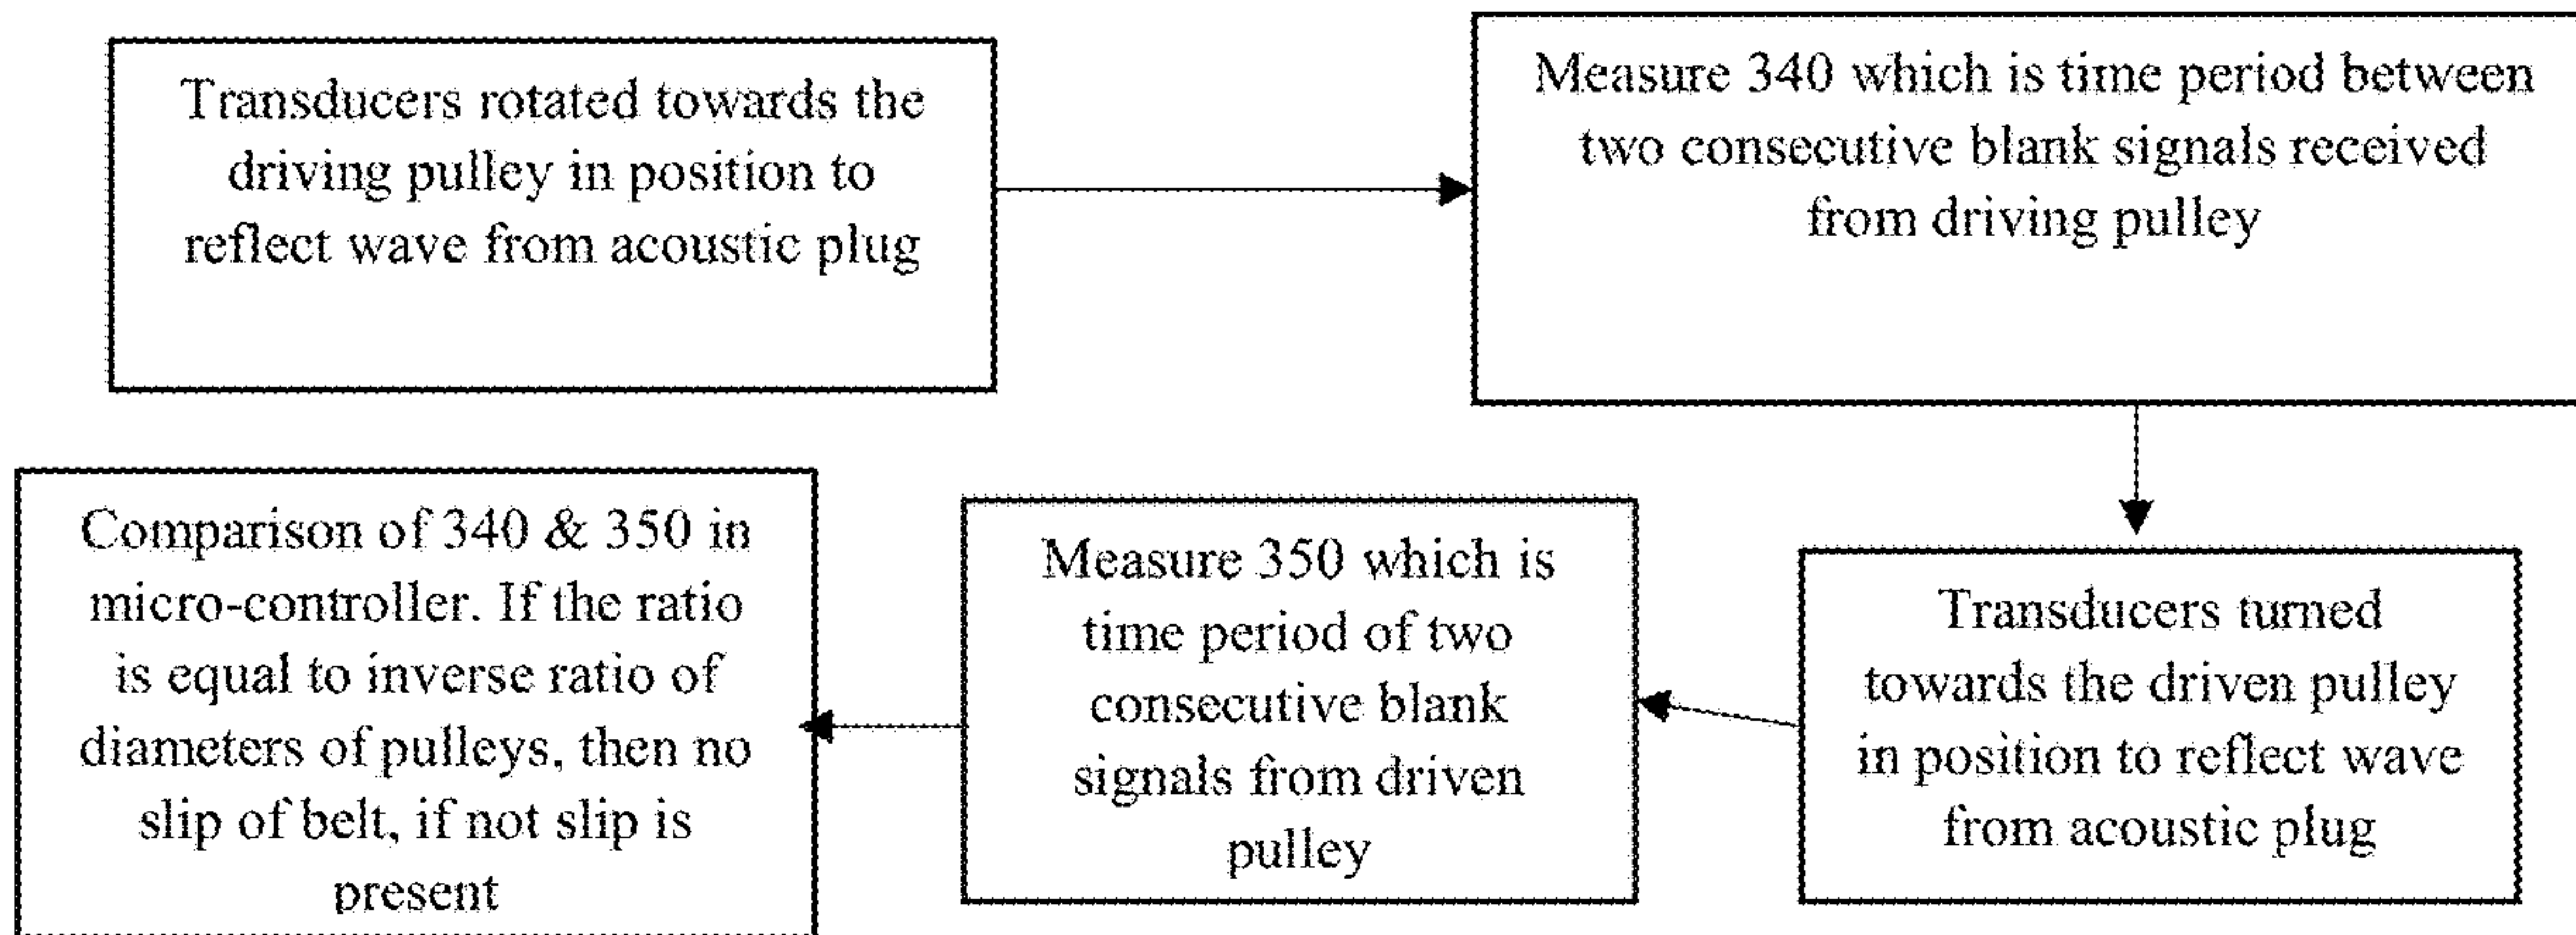 Transducers rotated towards the
driving pulley in position to
reflect wave from acoustic plug
Measure 340 which is time period between
two consecutive blank signals received
from driving pulley
Transducers turned
towards the driven pulley
in position to reflect wave
from acoustic plug
Measure 350 which is
time period of two
consecutive blank
signals from driven
pulley
Comparison of 340 & 350 in
micro-controller. If the ratio
is equal to inverse ratio of
diameters of pulleys, then no
slip of belt, if not slip is
present